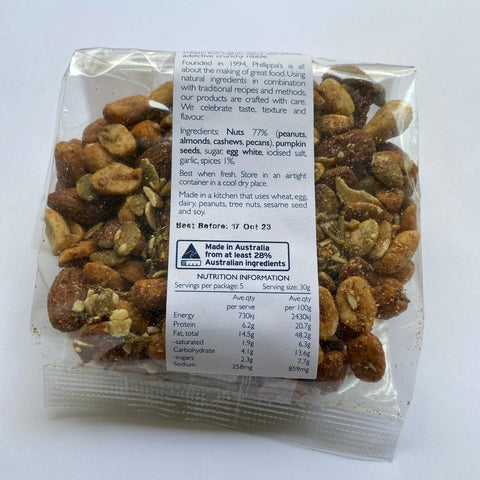 addictive crunchy nibble.
Founded in 1994, Phillippa's is all
about the making of great food. Using
natural ingredients in combination
with traditional recipes and methods,
our products are crafted with care.
We celebrate taste, texture and
flavour.
Ingredients: Nuts 77% (peanuts,
almonds, cashews, pecans), pumpkin
seeds, sugar, egg white, iodised salt,
garlic, spices 1%.
Best when fresh. Store in an airtight
container in a cool dry place.
Made in a kitchen that uses wheat, egg,
dairy, peanuts, tree nuts, sesame seed
and soy.
Best Before: 17 Oct 23
Made in Australia
from at least 28%
Australian ingredients
NUTRITION INFORMATION
Servings per package: 5 Serving size: 30g
Ave.qty Ave.qty
per serve per 100g
Energy 730kj 2430kj
Protein 6.2g 20.7g
Fat, total 14.5g 48.2g
-saturated 1.9g 6.3g
Carbohydrate 4.1g 13.6g
-sugars 2.3g 7.7g
Sodium 258mg 859mg